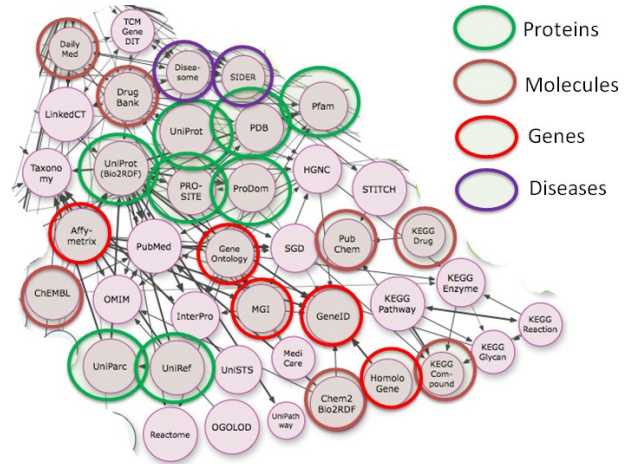 TCM
Gene
DIT
Daily
Med
Disea-
some
SIDER
Drug
Bank
LinkedCT
UniProt
PDB
Pfam
Taxono
my
UniProt
(Bio2RDF)
PRO-
SITE
ProDom
HGNC
STITCH
Affy-
metrix
PubMed
Gene
Ontology
SGD
Pub
Chem
KEGG
Drug
ChEMBL
OMIM
InterPro
MGI
GeneID
KEGG
Pathway
KEGG
Enzyme
KEGG
Reaction
UniParc
UniRef
UniSTS
Medi
Care
KEGG
Glycan
Chem2
Bio2RDF
Homolo
Gene
KEGG
Com-
pound
Reactome
OGOLOD
UniPath
way
Proteins
Molecules
Genes
Diseases